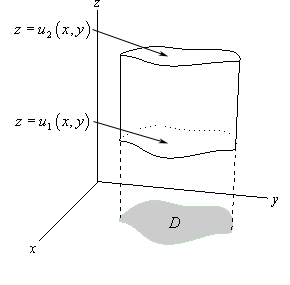 z
z = u₂ (x, y)
z = u₁ (x, y)
y
D
x